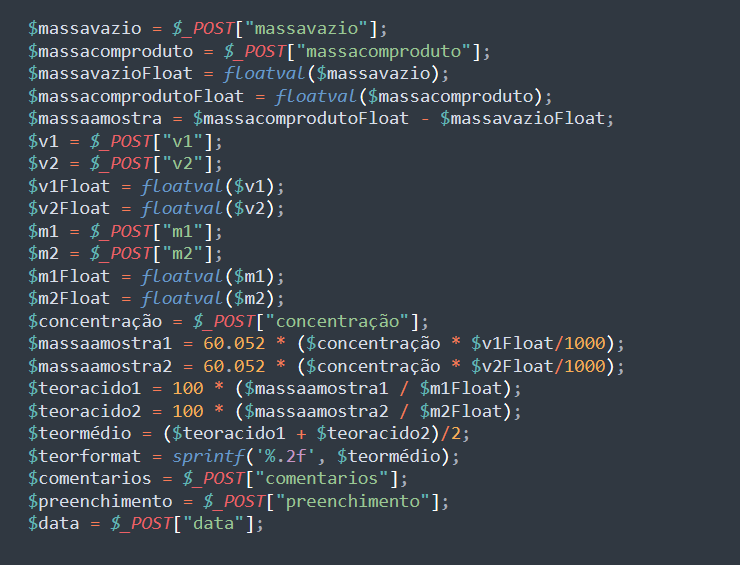 $massavazio = $_POST["massavazio"];
$massacomproduto = $_POST["massacomproduto"];
$massavazioFloat = floatval($massavazio);
$massacomprodutoFloat = floatval($massacomproduto);
$massaamostra = $massacomprodutoFloat - $massavazioFloat;
$v1 = $_POST["v1"];
$v2 = $_POST["v2"];
$v1Float = floatval($v1);
$v2Float = floatval($v2);
$m1 = $_POST["m1"];
$m2 = $_POST["m2"];
$m1Float = floatval($m1);
$m2Float = floatval($m2);
$concentração = $_POST["concentração"];
$massaamostra1 = 60.052 * ($concentração * $v1Float/1000);
$massaamostra2 = 60.052 * ($concentração * $v2Float/1000);
$teoracido1 = 100 * ($massaamostra1 / $m1Float);
$teoracido2 = 100 * ($massaamostra2 / $m2Float);
$teormédio = ($teoracido1 + $teoracido2)/2;
$teorformat = sprintf('%.2f', $teormédio);
$comentarios = $_POST["comentarios"];
$preenchimento = $_POST["preenchimento"];
$data = $_POST["data"];